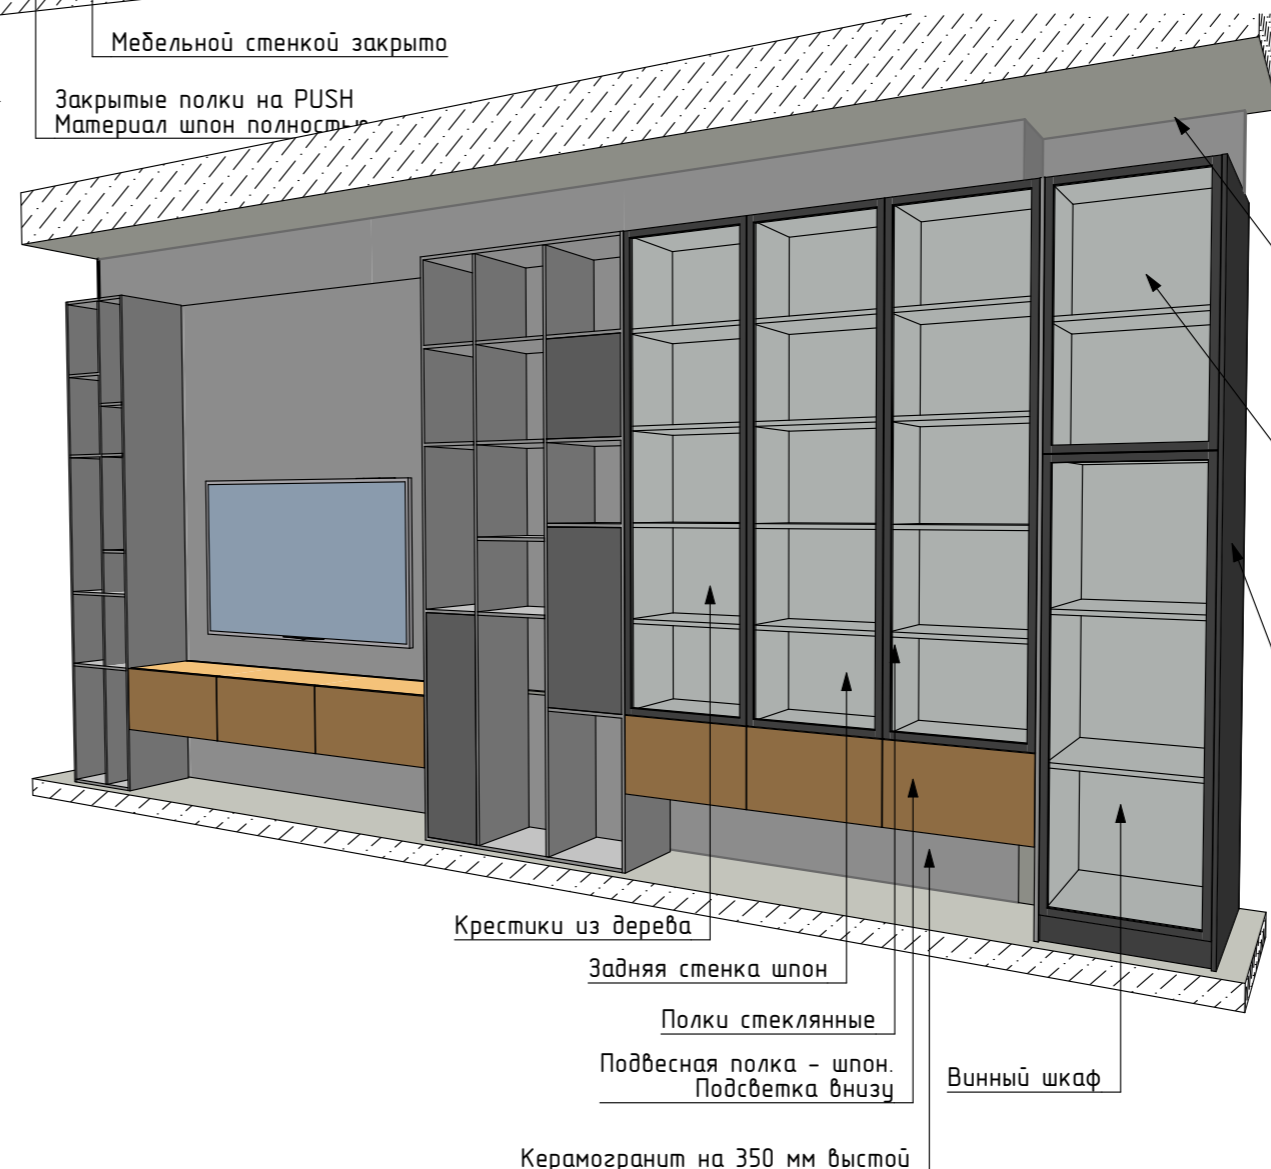 Мебельной стенкой закрыто
Закрытые полки на PUSH
Материал шпон полностью
Крестики из дерева
Задняя стенка шпон
Полки стеклянные
Подвесная полка - шпон.
Подсветка внизу
Винный шкаф
Керамогранит на 350 мм выстой